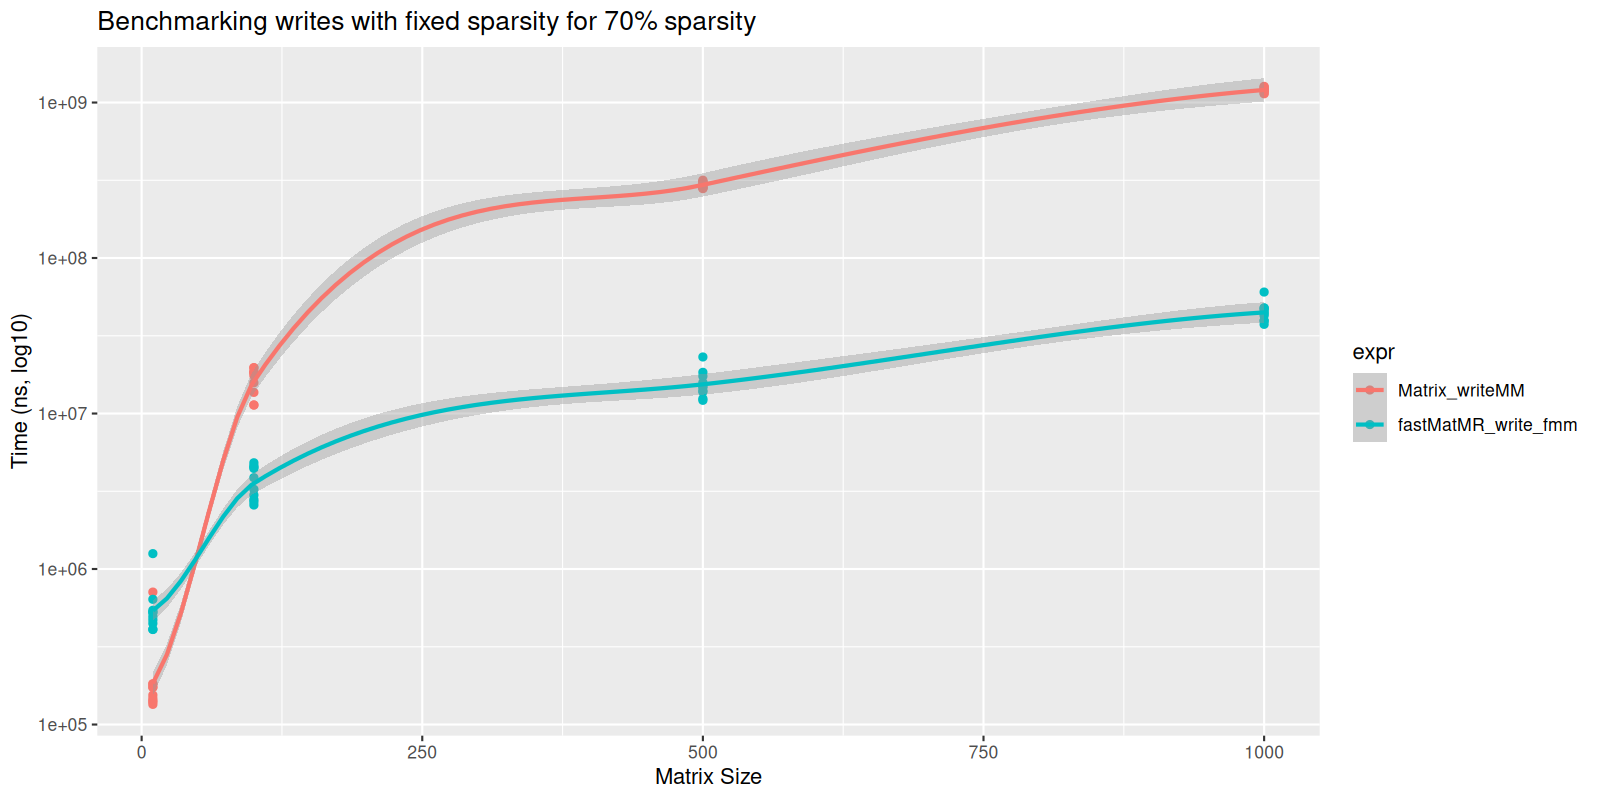 Benchmarking writes with fixed sparsity for 70% sparsity
Time (ns, log10)
1e+09
1e+08
1e+07
1e+06
1e+05
0 250 500 750 1000
Matrix Size
expr
Matrix_writeMM
fastMatMR_write_fmm